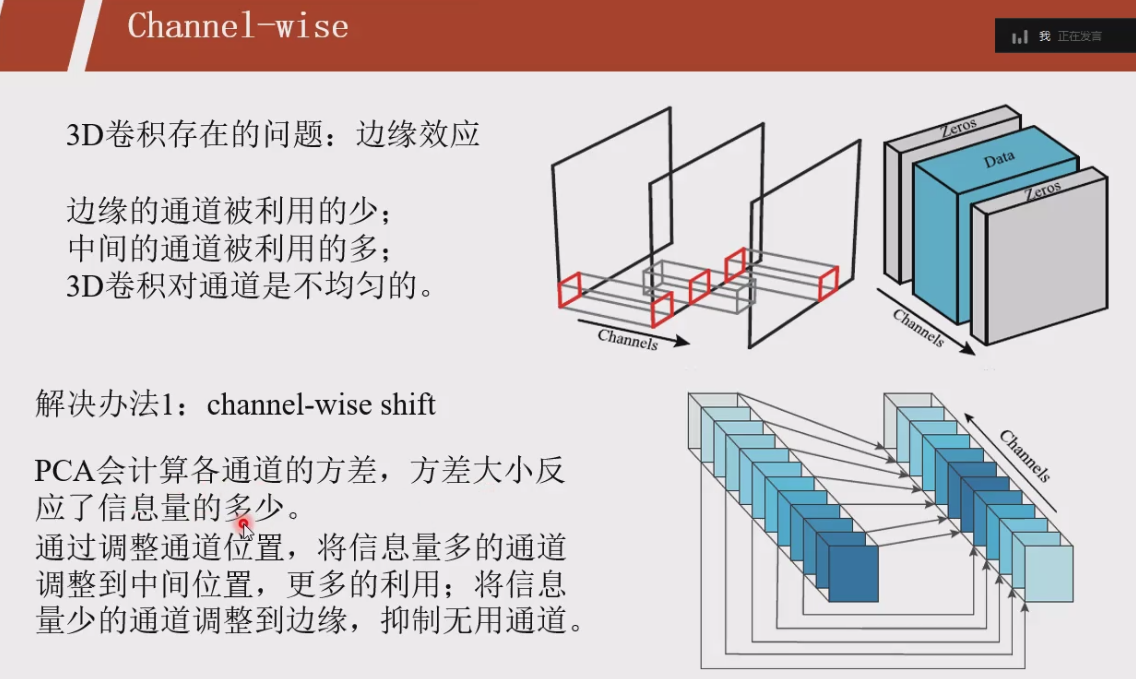 Channel-wise
我 正在发言
3D卷积存在的问题：边缘效应
边缘的通道被利用的少；
中间的通道被利用的多；
3D卷积对通道是不均匀的。
Channels
Zeros
Data
Zeros
Channels
解决办法1：channel-wise shift
PCA会计算各通道的方差，方差大小反
应了信息量的多少。
通过调整通道位置，将信息量多的通道
调整到中间位置，更多的利用；将信息
量少的通道调整到边缘，抑制无用通道。
Channels